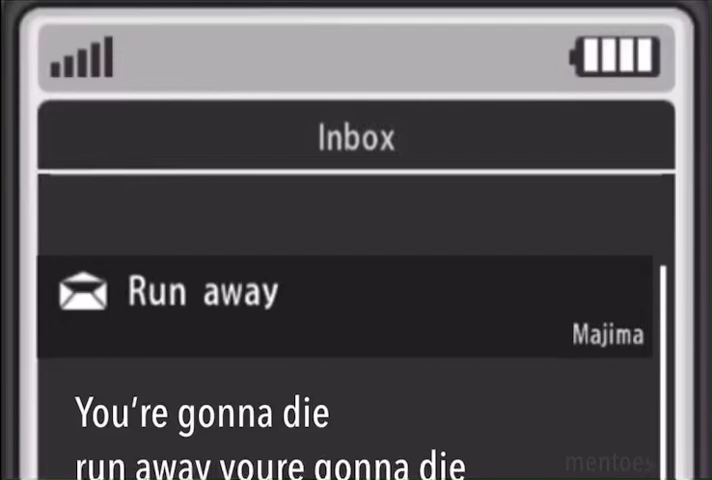 Inbox
Run away
Majima
You're gonna die
run away youre gonna die
mentoes